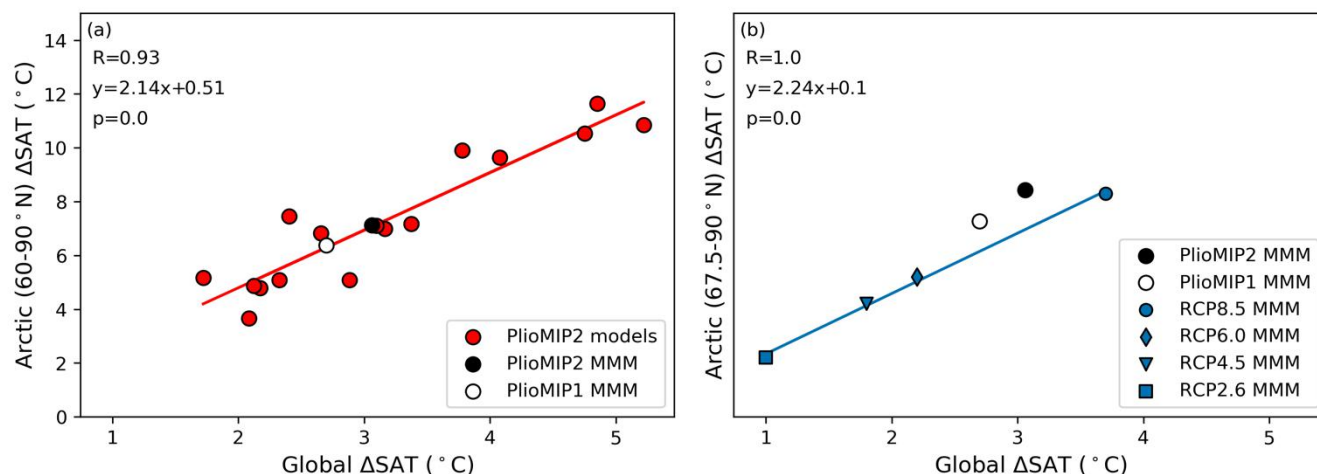 (a)
R=0.93
y=2.14x+0.51
p=0.0
Arctic (60-90°N) ΔSAT (°C)
14
12
10
8
6
4
2
0
PlioMIP2 models
PlioMIP2 MMM
PlioMIP1 MMM
1 2 3 4 5
Global ΔSAT (°C)
(b)
R=1.0
y=2.24x+0.1
p=0.0
Arctic (67.5-90°N) ΔSAT (°C)
PlioMIP2 MMM
PlioMIP1 MMM
RCP8.5 MMM
RCP6.0 MMM
RCP4.5 MMM
RCP2.6 MMM
1 2 3 4 5
Global ΔSAT (°C)